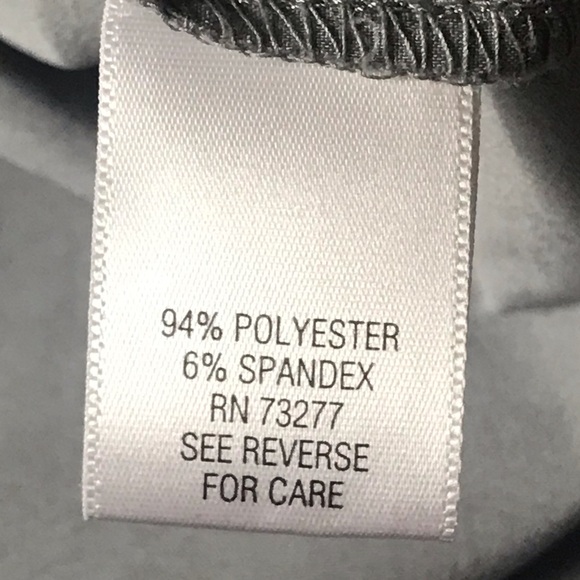 94% POLYESTER
6% SPANDEX
RN 73277
SEE REVERSE
FOR CARE